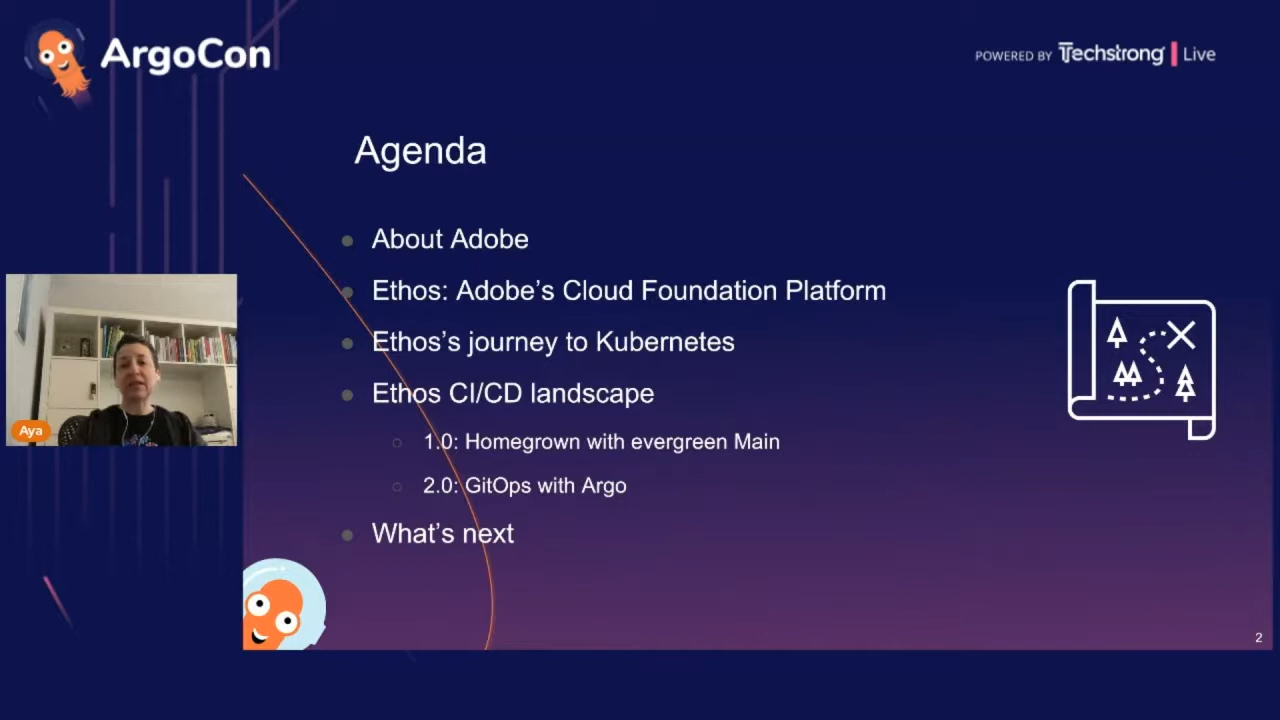 ArgoCon
POWERED BY Techstrong | Live
Agenda
About Adobe
Ethos: Adobe’s Cloud Foundation Platform
Ethos’s journey to Kubernetes
Ethos CI/CD landscape
1.0: Homegrown with evergreen Main
2.0: GitOps with Argo
What’s next
Aya
2